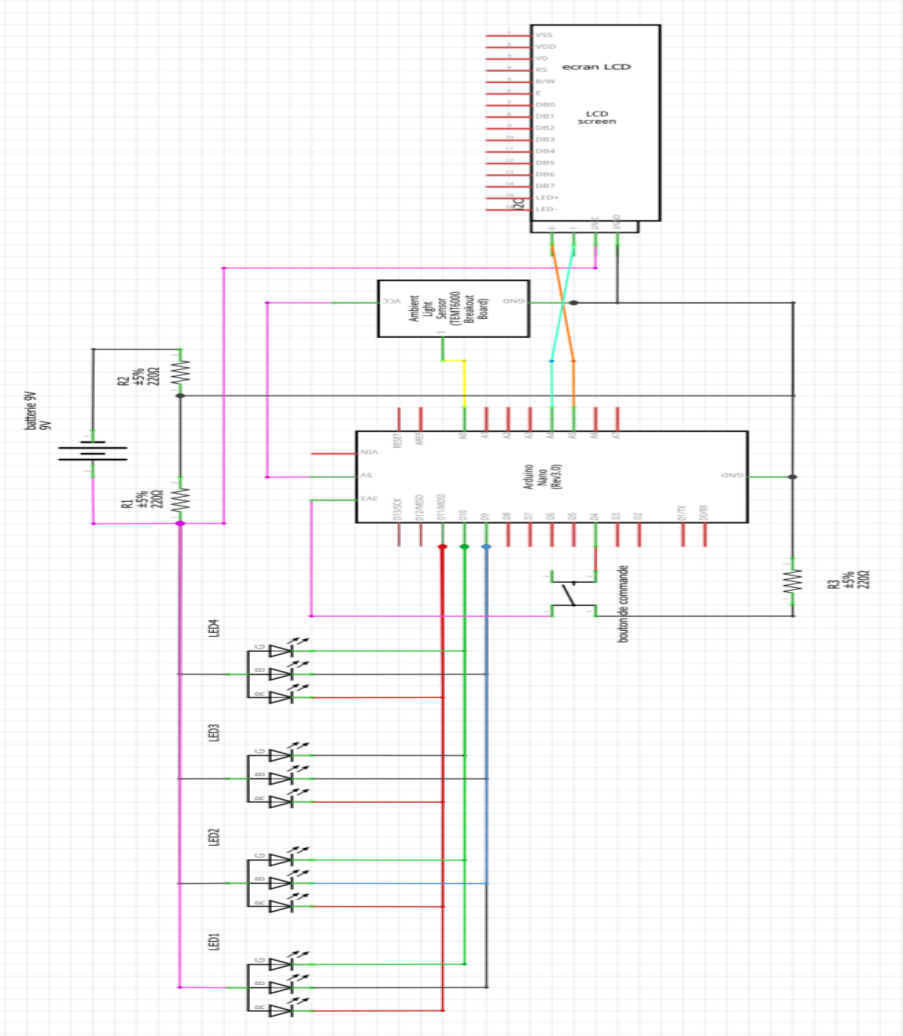 VSS
VDD
V0
RS
R/W
E
DB0
DB1
DB2
DB3
DB4
DB5
DB6
DB7
LED+
LED-
ecran LCD
LCD
screen
VCC
Ambient
Light
Sensor
(TEMT6000
Breakout
Board)
GND
S
R2
±5%
220Ω
batterie 9V
9V
R1
±5%
220Ω
RESET
AREF
A0
A1
A2
A3
A4
A5
A6
A7
VIN
5V
3V3
Arduino
Nano
(Rev3.0)
GND
D13/SCK
D12/MISO
D11/MOSI
D10
D9
D8
D7
D6
D5
D4
D3
D2
D1/TX
D0/RX
bouton de commande
R3
±5%
220Ω
LED4
G
B
R
LED3
G
B
R
LED2
G
B
R
LED1
G
B
R